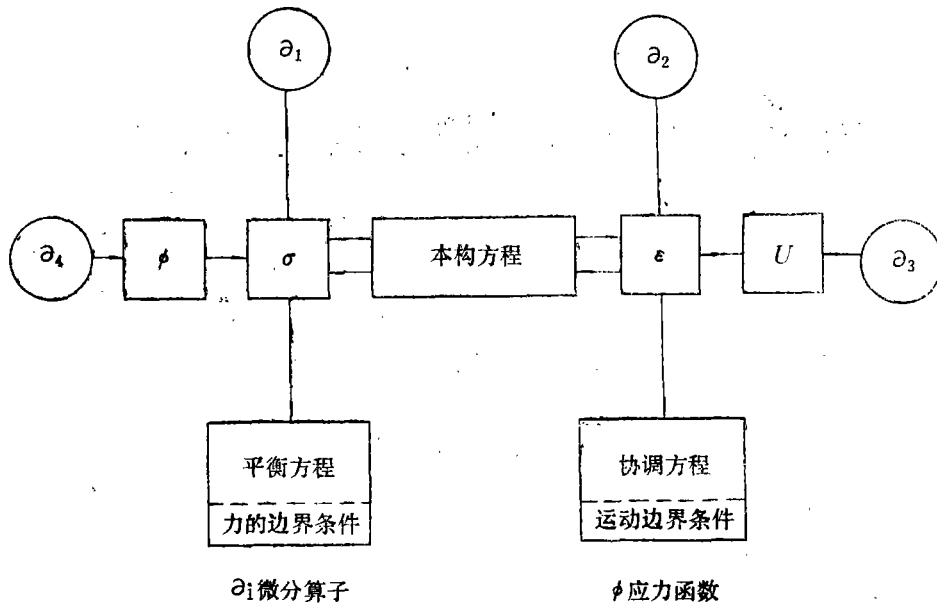 ∂1
∂2
∂4
ϕ
σ
本构方程
ε
U
∂3
平衡方程
力的边界条件
协调方程
运动边界条件
∂i微分算子
ϕ应力函数